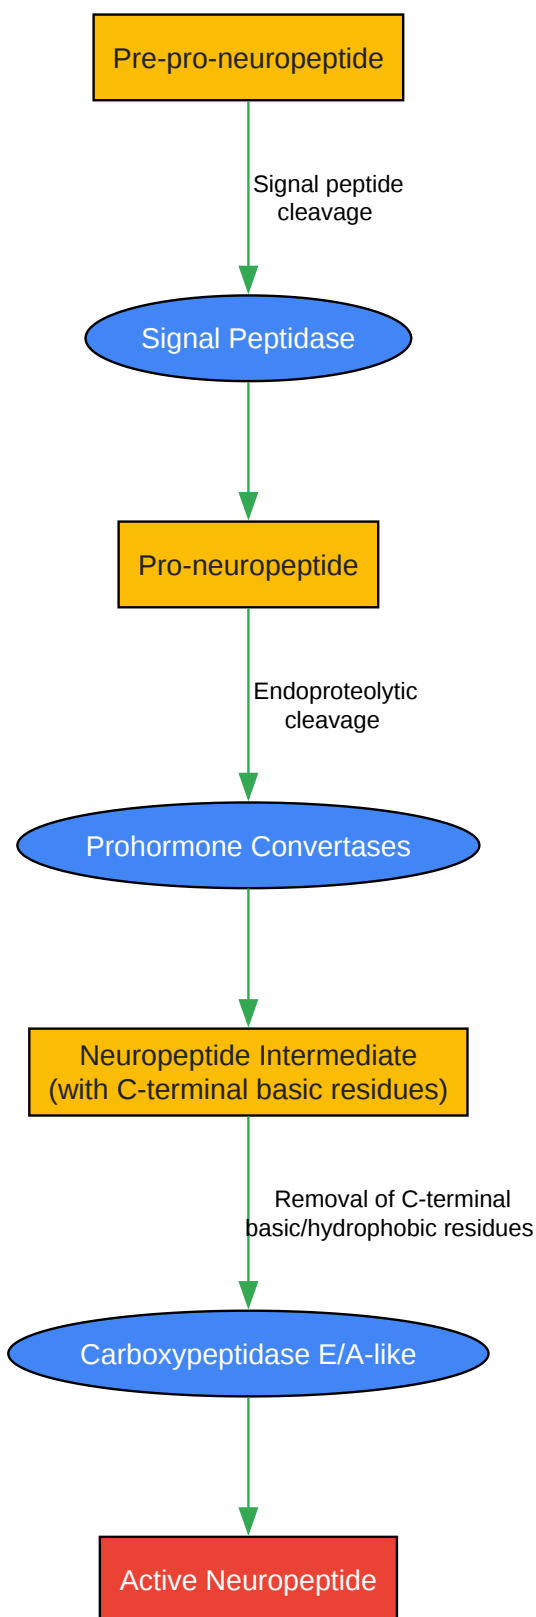 Pre-pro-neuropeptide
Signal peptide
cleavage
Signal Peptidase
Pro-neuropeptide
Endoproteolytic
cleavage
Prohormone Convertases
Neuropeptide Intermediate
(with C-terminal basic residues)
Removal of C-terminal
basic/hydrophobic residues
Carboxypeptidase E/A-like
Active Neuropeptide